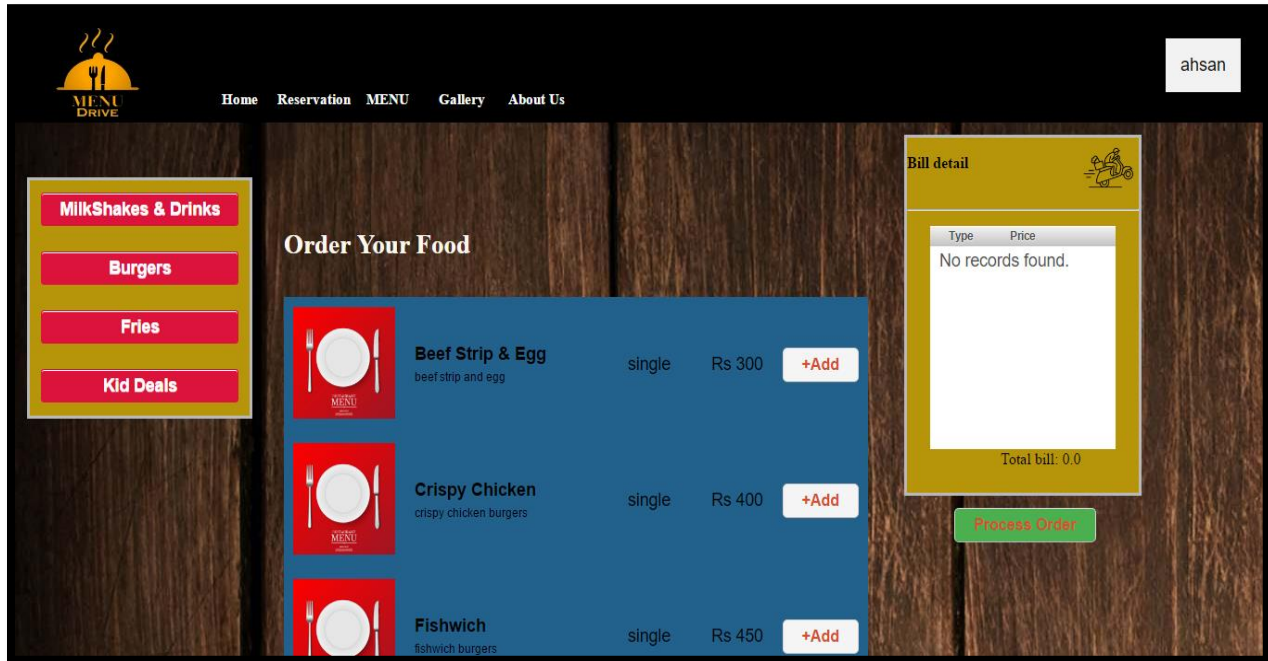 MENU
DRIVE
Home Reservation MENU Gallery About Us
ahsan
MilkShakes & Drinks
Burgers
Fries
Kid Deals
Order Your Food
MENU
Beef Strip & Egg
beef strip and egg
single Rs 300 +Add
MENU
Crispy Chicken
crispy chicken burgers
single Rs 400 +Add
MENU
Fishwich
fishwich burgers
single Rs 450 +Add
Bill detail
Type Price
No records found.
Total bill: 0.0
Process Order